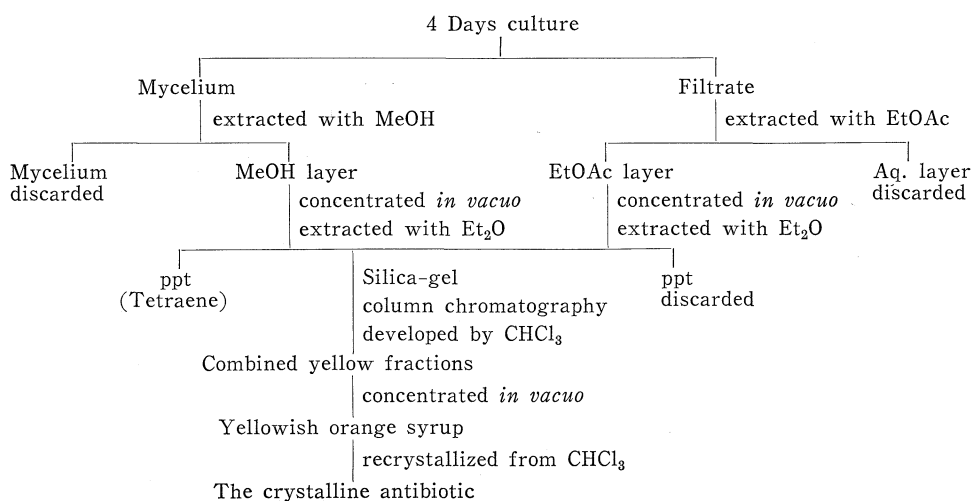 4 Days culture
Mycelium
Filtrate
extracted with MeOH
extracted with EtOAc
Mycelium
discarded
MeOH layer
EtOAc layer
Aq. layer
discarded
concentrated in vacuo
extracted with Et₂O
concentrated in vacuo
extracted with Et₂O
ppt
(Tetraene)
Silica-gel
column chromatography
developed by CHCl₃
ppt
discarded
Combined yellow fractions
concentrated in vacuo
Yellowish orange syrup
recrystallized from CHCl₃
The crystalline antibiotic